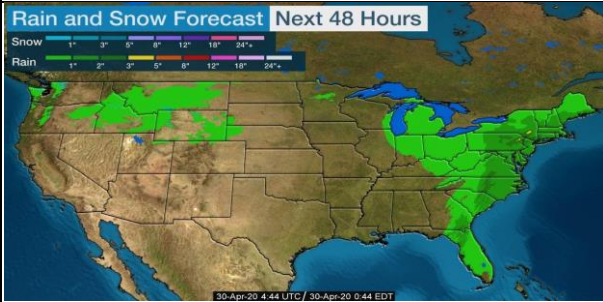 Rain and Snow Forecast Next 48 Hours
Snow 1" 3" 5" 8" 12" 18" 24"+
Rain 1" 2" 3" 5" 8" 12" 18" 24"+
30-Apr-20 4:44 UTC / 30-Apr-20 0:44 EDT